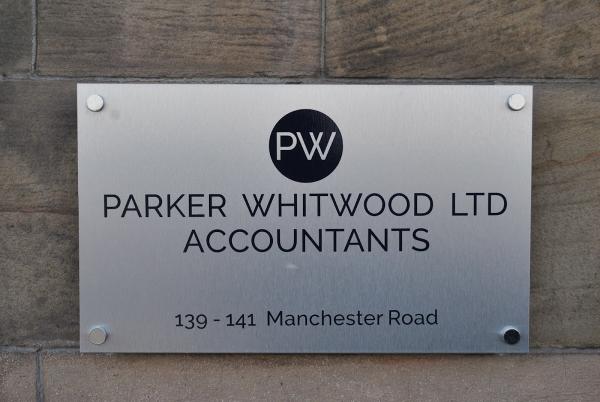 PW
PARKER WHITWOOD LTD
ACCOUNTANTS
139 - 141 Manchester Road